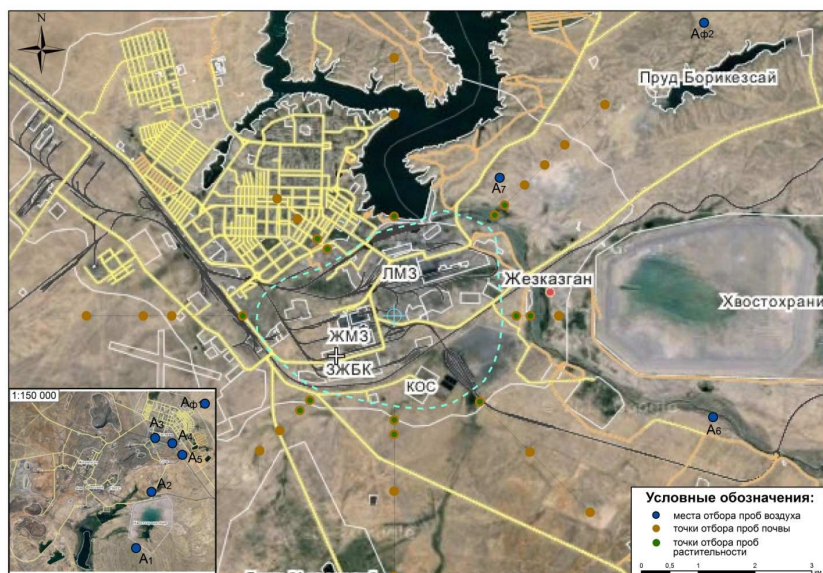 N
Аф2
Пруд Борикезсай
А7
ЛМЗ
Жезказган
Хвостохрани
ЖМЗ
ЗЖБК
КОС
А6
1:150 000
Аф
А3
А4
А5
А2
А1
Условные обозначения:
места отбора проб воздуха
точки отбора проб почвы
точки отбора проб
растительности
0 0,5 1 2 3